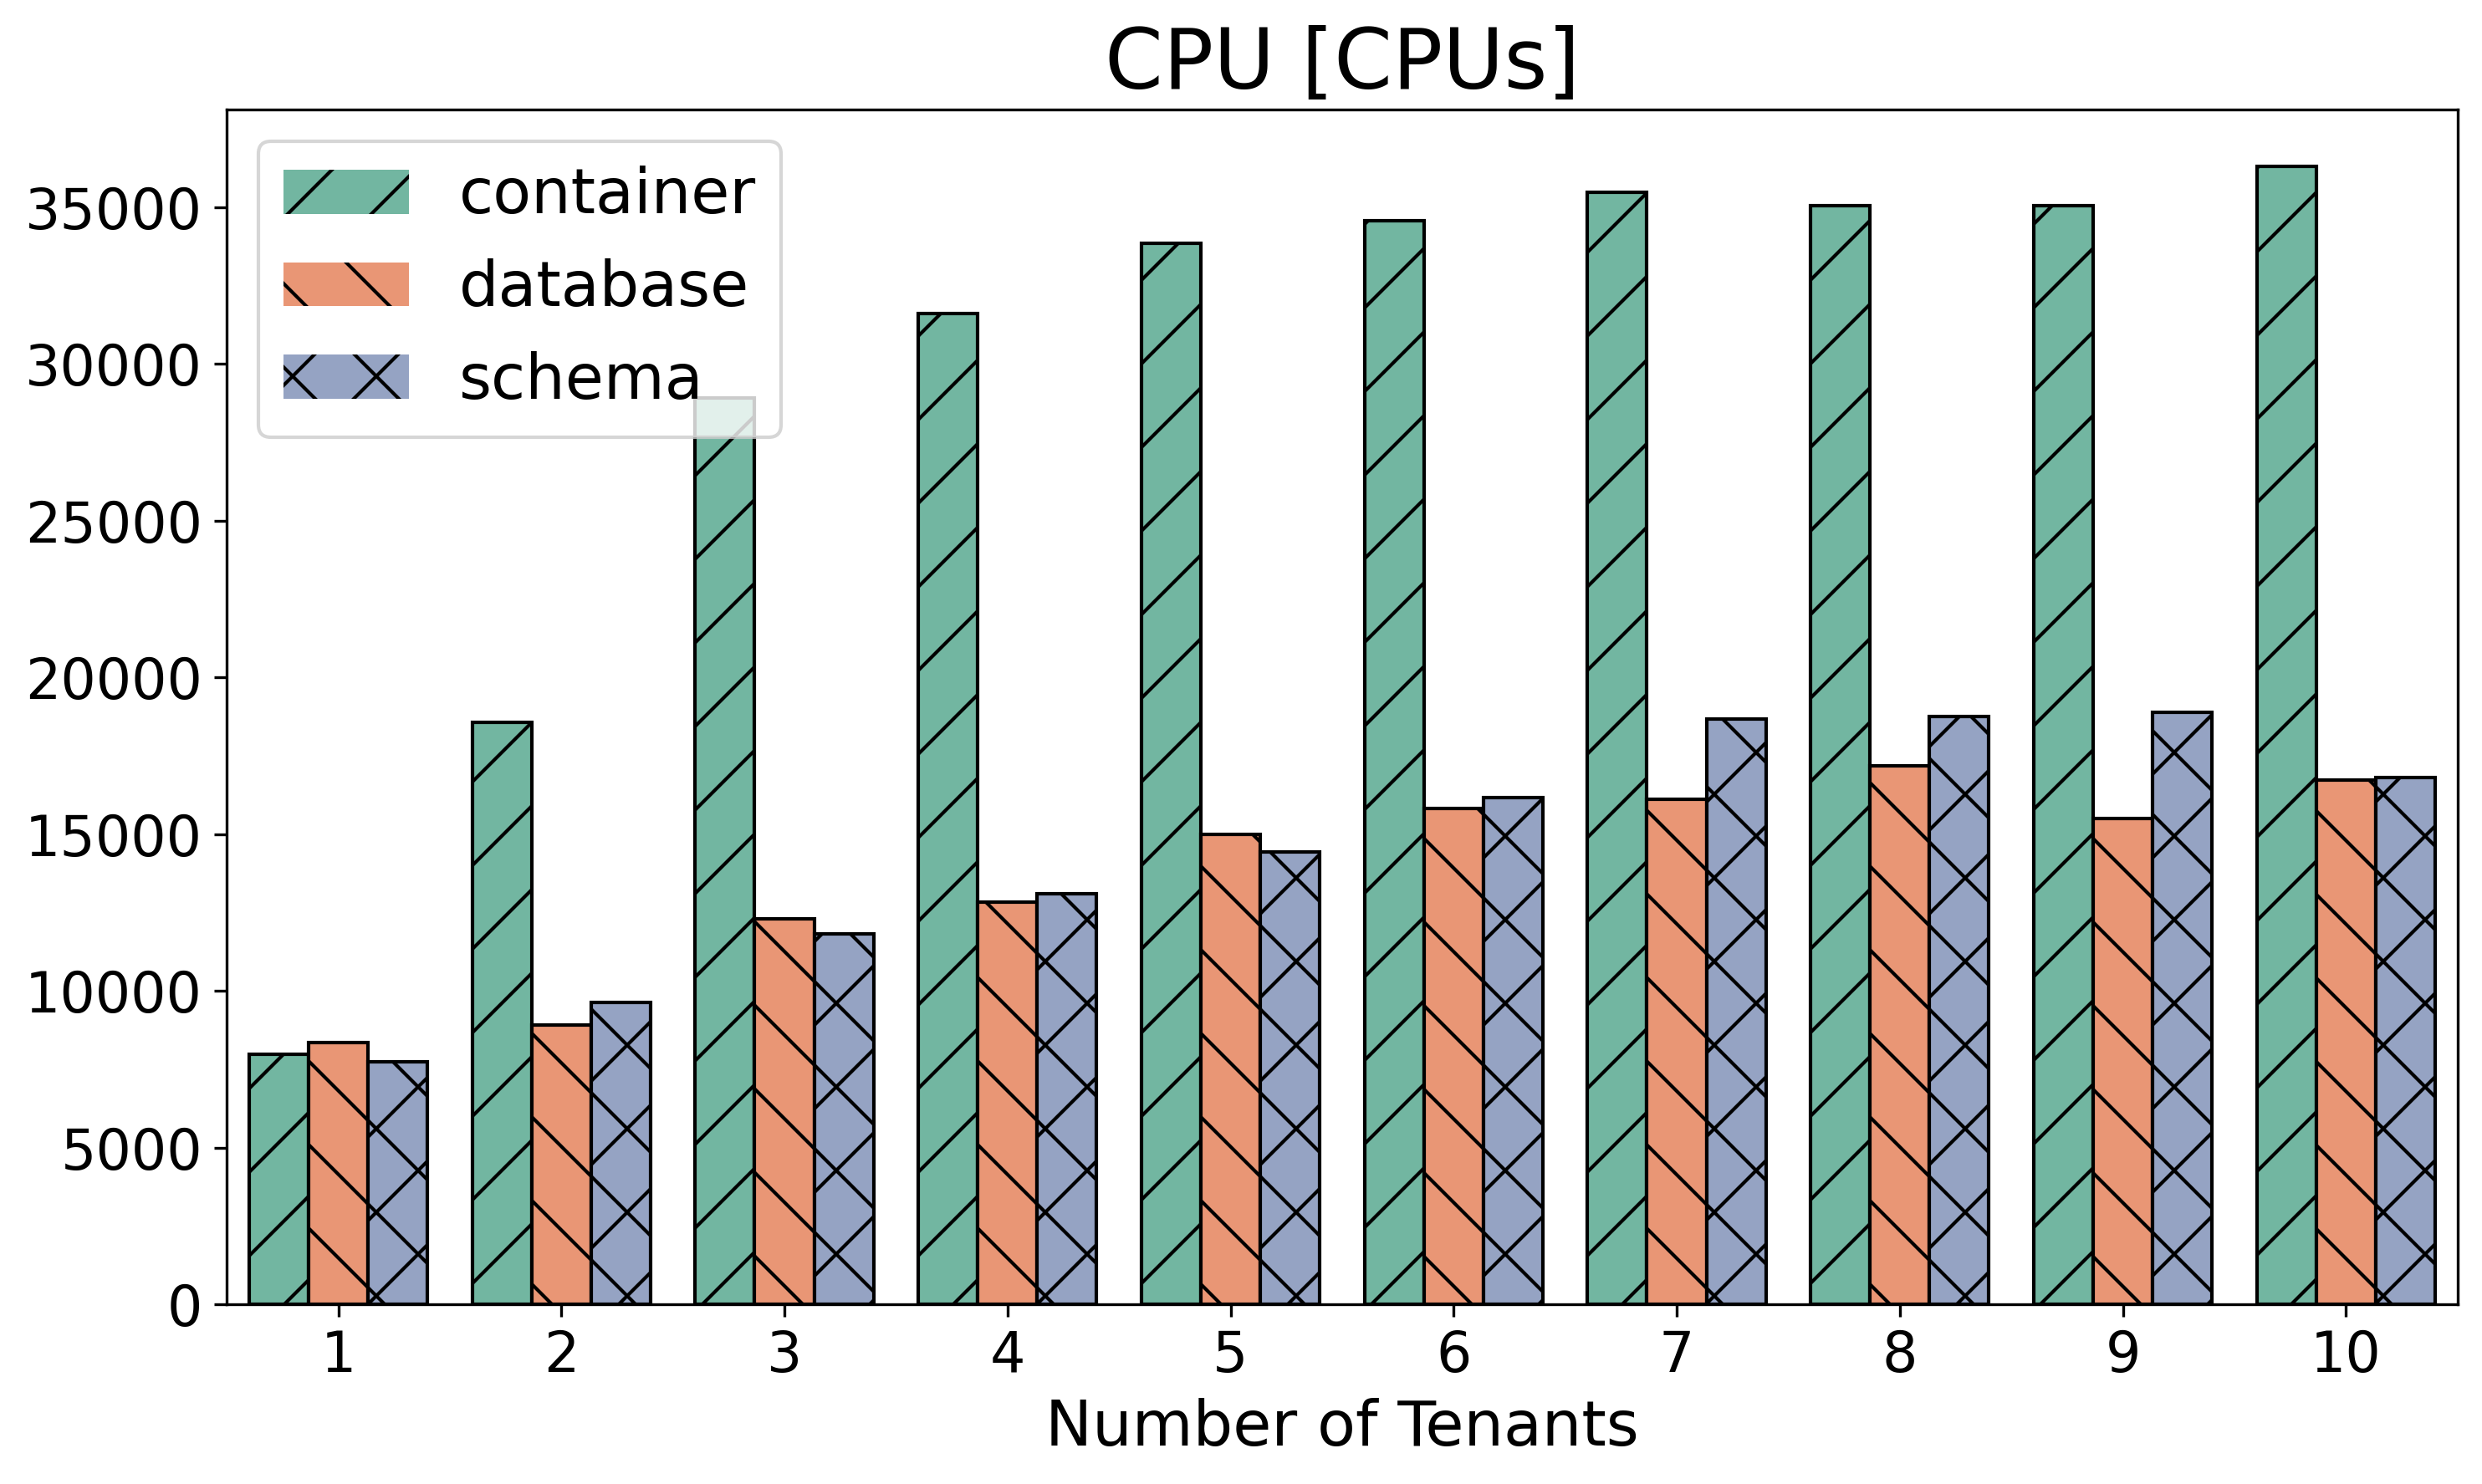 CPU [CPUs]
container
database
schema
35000
30000
25000
20000
15000
10000
5000
0
1 2 3 4 5 6 7 8 9 10
Number of Tenants